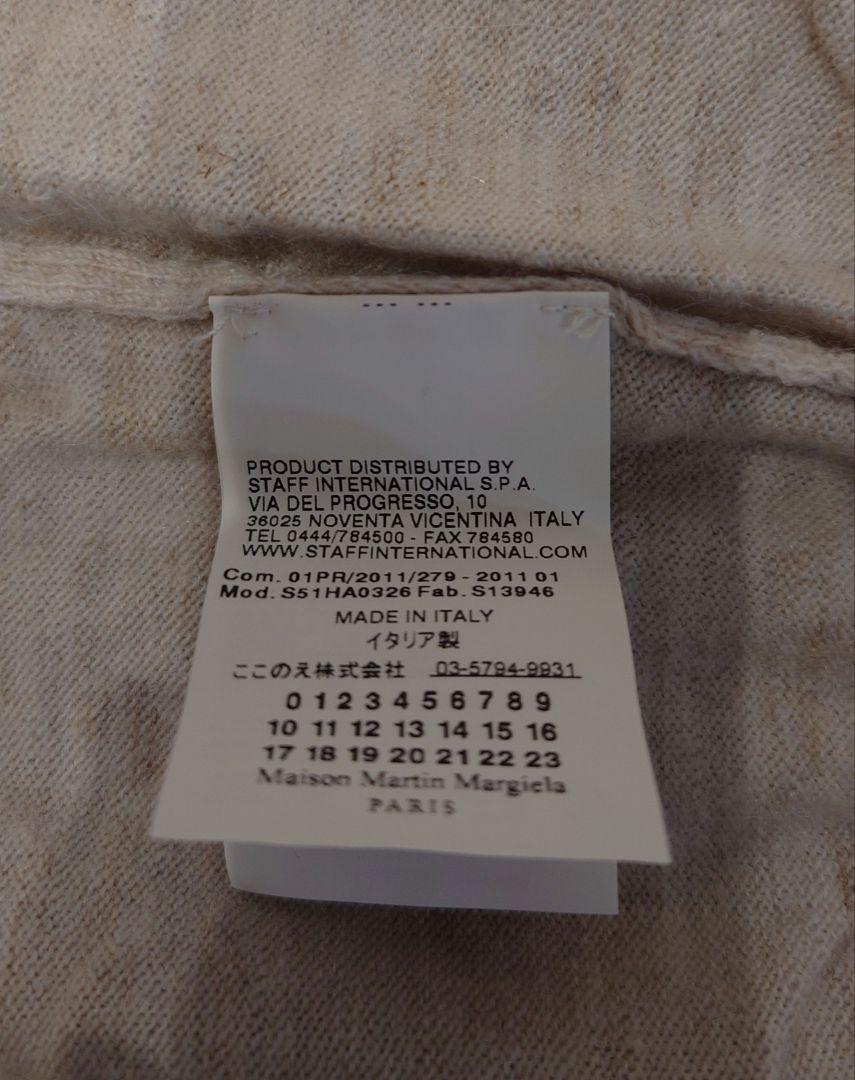 PRODUCT DISTRIBUTED BY
STAFF INTERNATIONAL S.P.A.
VIA DEL PROGRESSO, 10
36025 NOVENTA VICENTINA ITALY
TEL 0444/784500 - FAX 784580
WWW.STAFFINTERNATIONAL.COM
Com. 01PR/2011/279 - 2011 01
Mod. S51HA0326 Fab. S13946
MADE IN ITALY
イタリア製
ここのえ株式会社 03-5794-9931
0 1 2 3 4 5 6 7 8 9
10 11 12 13 14 15 16
17 18 19 20 21 22 23
Maison Martin Margiela
PARIS